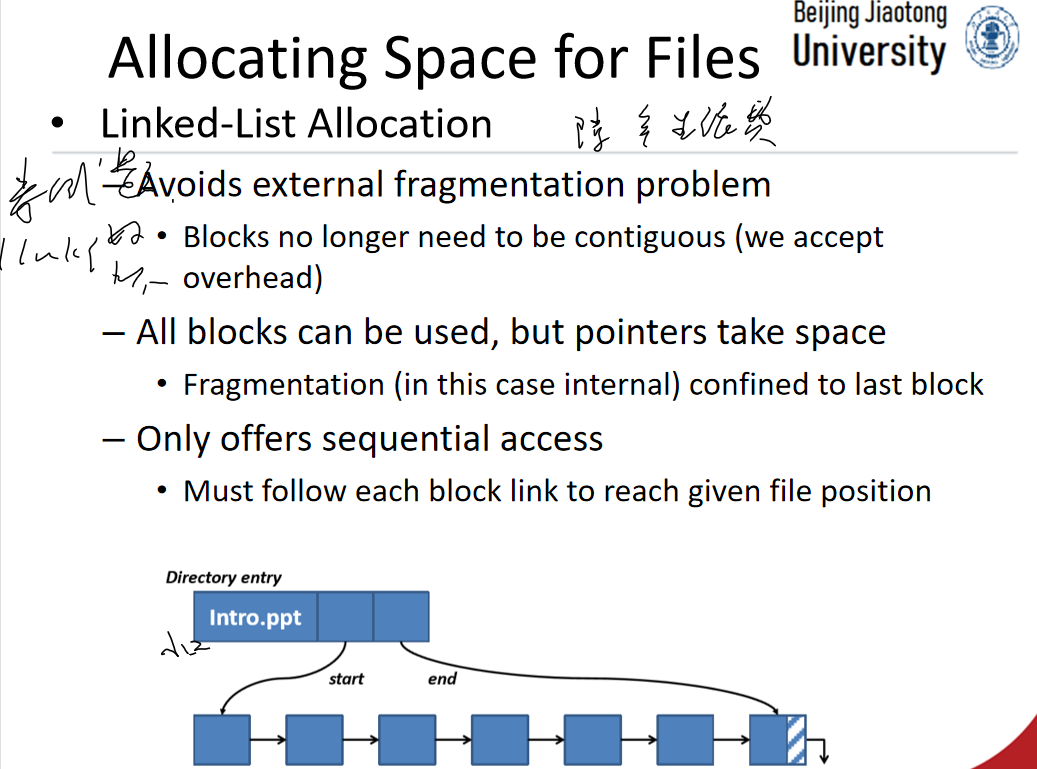 Beijing Jiaotong
University
Allocating Space for Files
• Linked-List Allocation
– Avoids external fragmentation problem
• Blocks no longer need to be contiguous (we accept
overhead)
– All blocks can be used, but pointers take space
• Fragmentation (in this case internal) confined to last block
– Only offers sequential access
• Must follow each block link to reach given file position
Directory entry
Intro.ppt
start
end